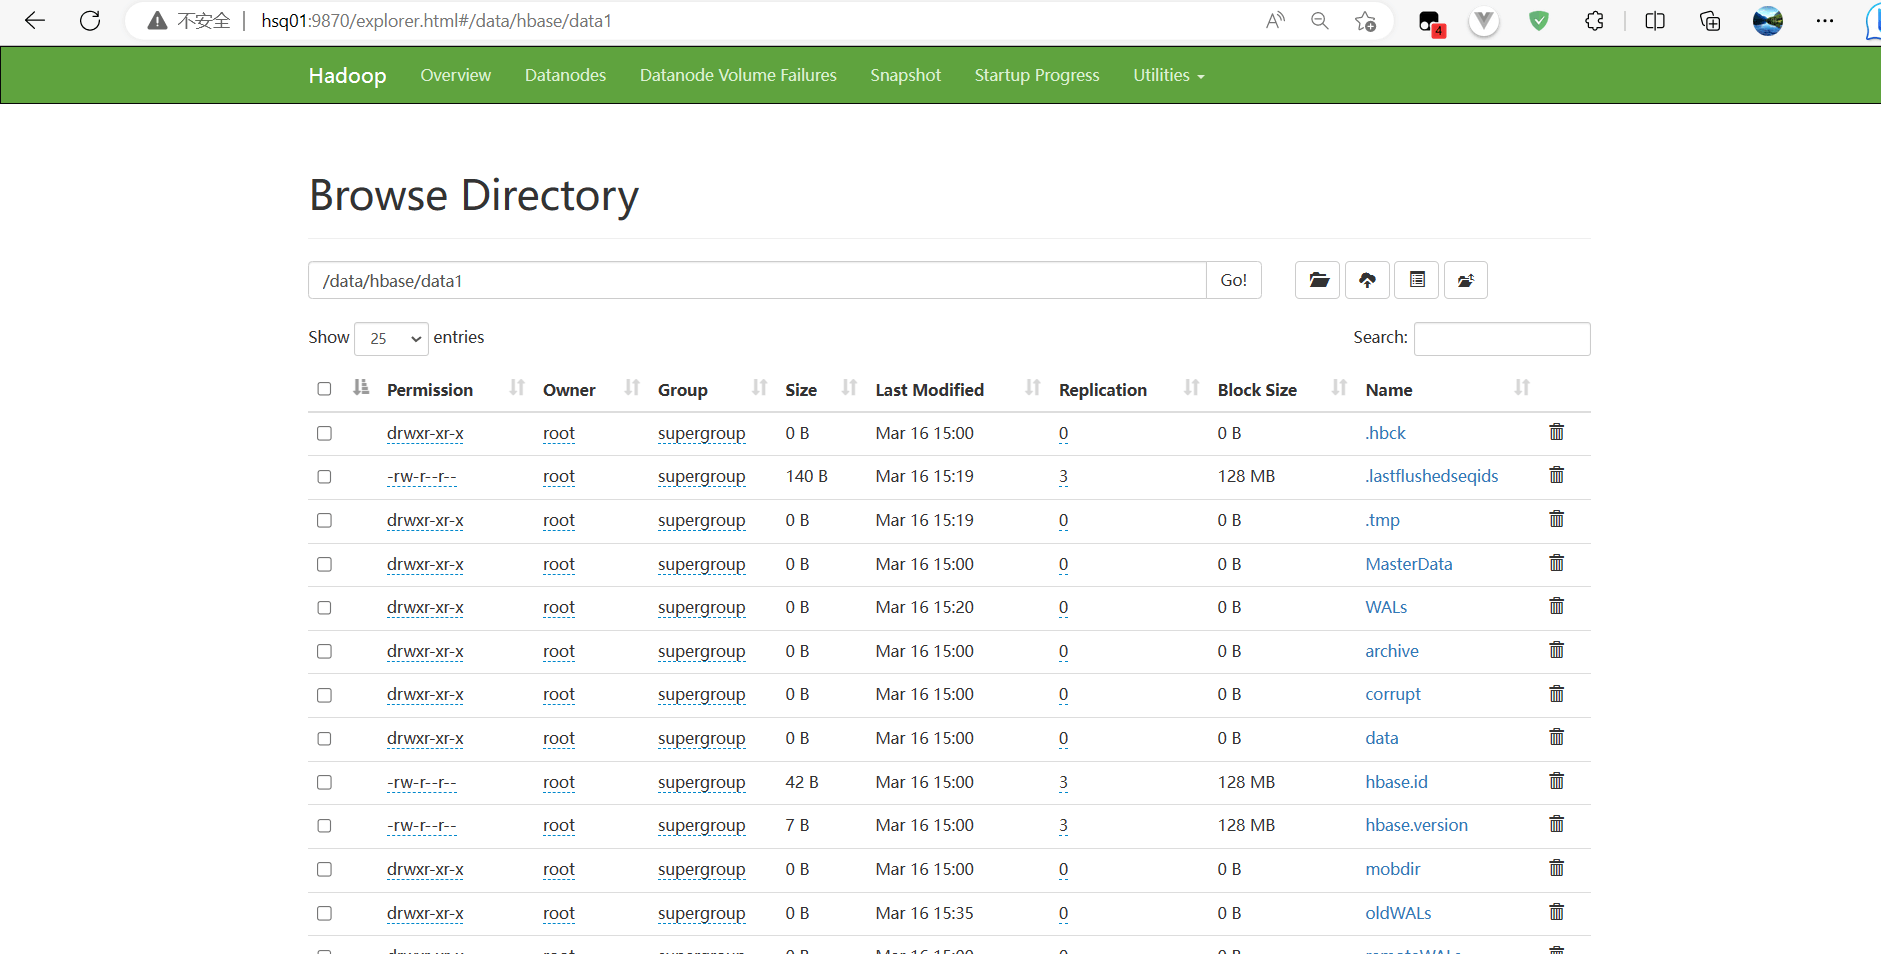 不安全 hsq01:9870/explorer.html#/data/hbase/data1 A 4
Hadoop Overview Datanodes Datanode Volume Failures Snapshot Startup Progress Utilities
Browse Directory
/data/hbase/data1 Go!
Show 25 entries Search:
Permission Owner Group Size Last Modified Replication Block Size Name
drwxr-xr-x root supergroup 0 B Mar 16 15:00 0 0 B .hbck
-rw-r--r-- root supergroup 140 B Mar 16 15:19 3 128 MB .lastflushedseqids
drwxr-xr-x root supergroup 0 B Mar 16 15:19 0 0 B .tmp
drwxr-xr-x root supergroup 0 B Mar 16 15:00 0 0 B MasterData
drwxr-xr-x root supergroup 0 B Mar 16 15:20 0 0 B WALs
drwxr-xr-x root supergroup 0 B Mar 16 15:00 0 0 B archive
drwxr-xr-x root supergroup 0 B Mar 16 15:00 0 0 B corrupt
drwxr-xr-x root supergroup 0 B Mar 16 15:00 0 0 B data
-rw-r--r-- root supergroup 42 B Mar 16 15:00 3 128 MB hbase.id
-rw-r--r-- root supergroup 7 B Mar 16 15:00 3 128 MB hbase.version
drwxr-xr-x root supergroup 0 B Mar 16 15:00 0 0 B mobdir
drwxr-xr-x root supergroup 0 B Mar 16 15:35 0 0 B oldWALs